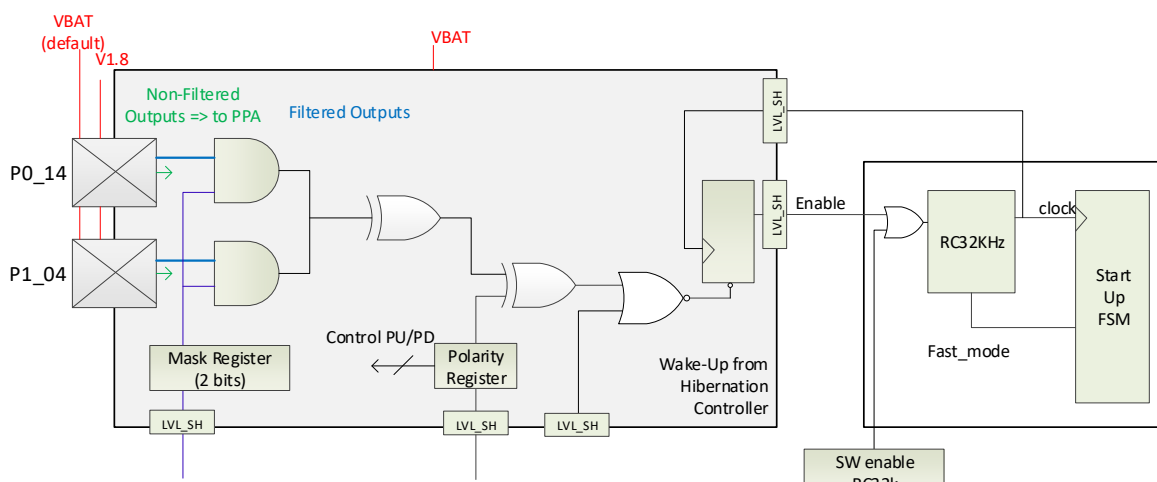 VBAT
(default)
V1.8
VBAT
Non-Filtered
Outputs => to PPA
Filtered Outputs
LVL_SH
P0_14
LVL_SH
Enable
RC32KHz
clock
P1_04
Start
Up
FSM
Control PU/PD
Mask Register
(2 bits)
Polarity
Register
Wake-Up from
Hibernation
Controller
Fast_mode
LVL_SH
LVL_SH
LVL_SH
SW enable
RC32k